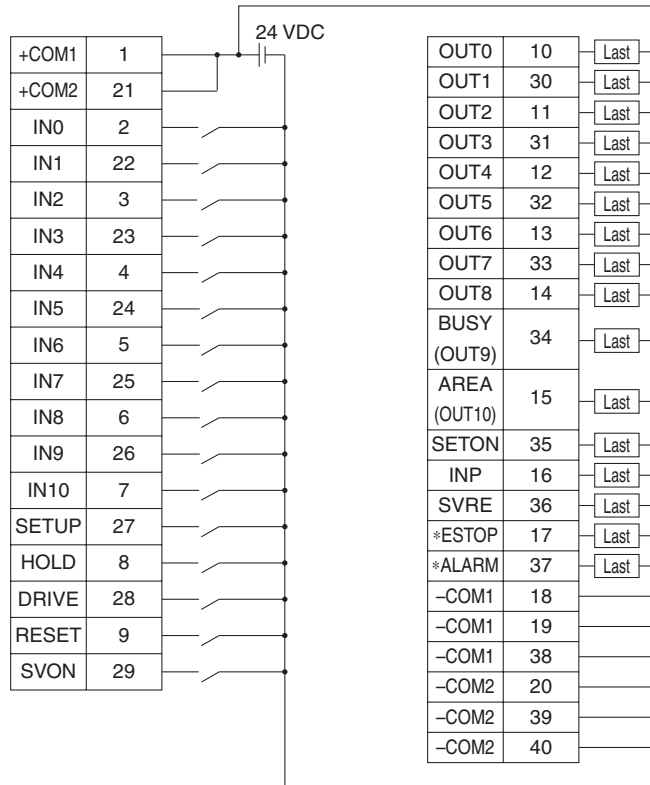 24 VDC
+COM1 1
+COM2 21
IN0 2
IN1 22
IN2 3
IN3 23
IN4 4
IN5 24
IN6 5
IN7 25
IN8 6
IN9 26
IN10 7
SETUP 27
HOLD 8
DRIVE 28
RESET 9
SVON 29
OUT0 10 Last
OUT1 30 Last
OUT2 11 Last
OUT3 31 Last
OUT4 12 Last
OUT5 32 Last
OUT6 13 Last
OUT7 33 Last
OUT8 14 Last
BUSY
(OUT9) 34 Last
AREA
(OUT10) 15 Last
SETON 35 Last
INP 16 Last
SVRE 36 Last
*ESTOP 17 Last
*ALARM 37 Last
–COM1 18
–COM1 19
–COM1 38
–COM2 20
–COM2 39
–COM2 40